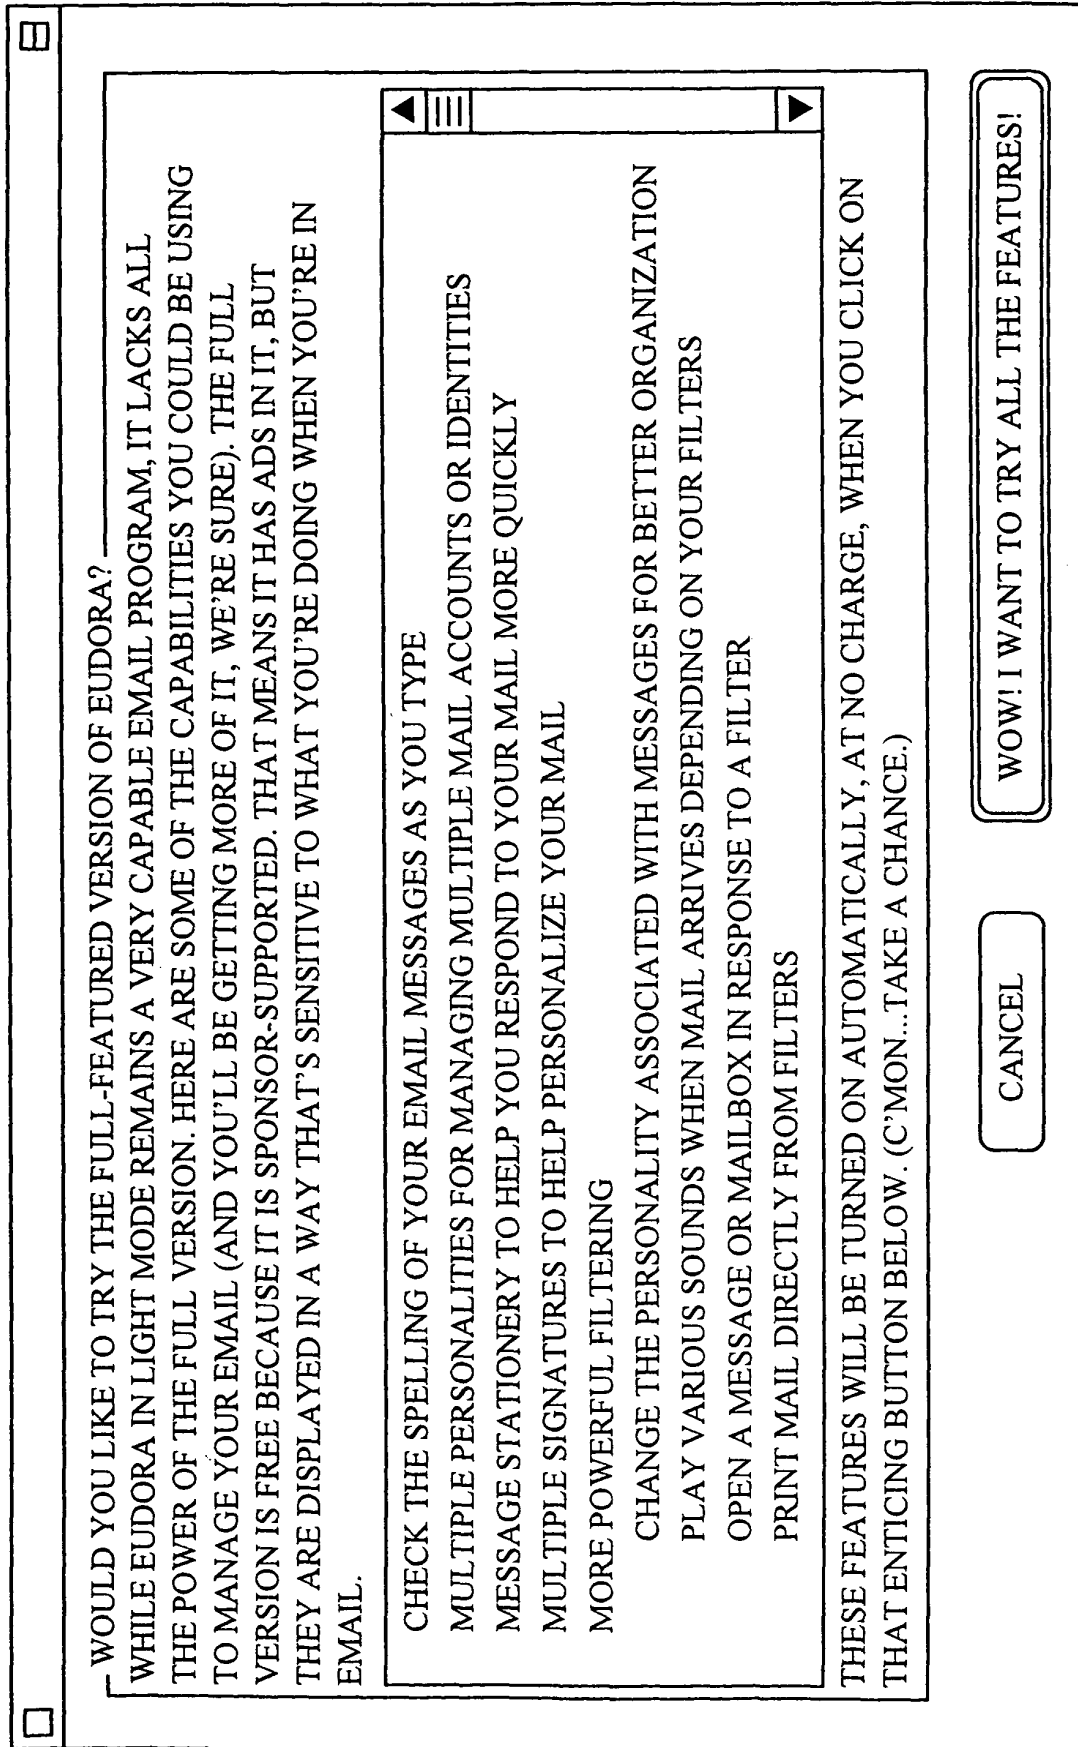 WOULD YOU LIKE TO TRY THE FULL-FEATURED VERSION OF EUDORA?
WHILE EUDORA IN LIGHT MODE REMAINS A VERY CAPABLE EMAIL PROGRAM, IT LACKS ALL
THE POWER OF THE FULL VERSION. HERE ARE SOME OF THE CAPABILITIES YOU COULD BE USING
TO MANAGE YOUR EMAIL (AND YOU'LL BE GETTING MORE OF IT, WE'RE SURE). THE FULL
VERSION IS FREE BECAUSE IT IS SPONSOR-SUPPORTED. THAT MEANS IT HAS ADS IN IT, BUT
THEY ARE DISPLAYED IN A WAY THAT'S SENSITIVE TO WHAT YOU'RE DOING WHEN YOU'RE IN
EMAIL.
CHECK THE SPELLING OF YOUR EMAIL MESSAGES AS YOU TYPE
MULTIPLE PERSONALITIES FOR MANAGING MULTIPLE MAIL ACCOUNTS OR IDENTITIES
MESSAGE STATIONERY TO HELP YOU RESPOND TO YOUR MAIL MORE QUICKLY
MULTIPLE SIGNATURES TO HELP PERSONALIZE YOUR MAIL
MORE POWERFUL FILTERING
CHANGE THE PERSONALITY ASSOCIATED WITH MESSAGES FOR BETTER ORGANIZATION
PLAY VARIOUS SOUNDS WHEN MAIL ARRIVES DEPENDING ON YOUR FILTERS
OPEN A MESSAGE OR MAILBOX IN RESPONSE TO A FILTER
PRINT MAIL DIRECTLY FROM FILTERS
THESE FEATURES WILL BE TURNED ON AUTOMATICALLY, AT NO CHARGE, WHEN YOU CLICK ON
THAT ENTICING BUTTON BELOW. (C'MON...TAKE A CHANCE.)
CANCEL
WOW! I WANT TO TRY ALL THE FEATURES!